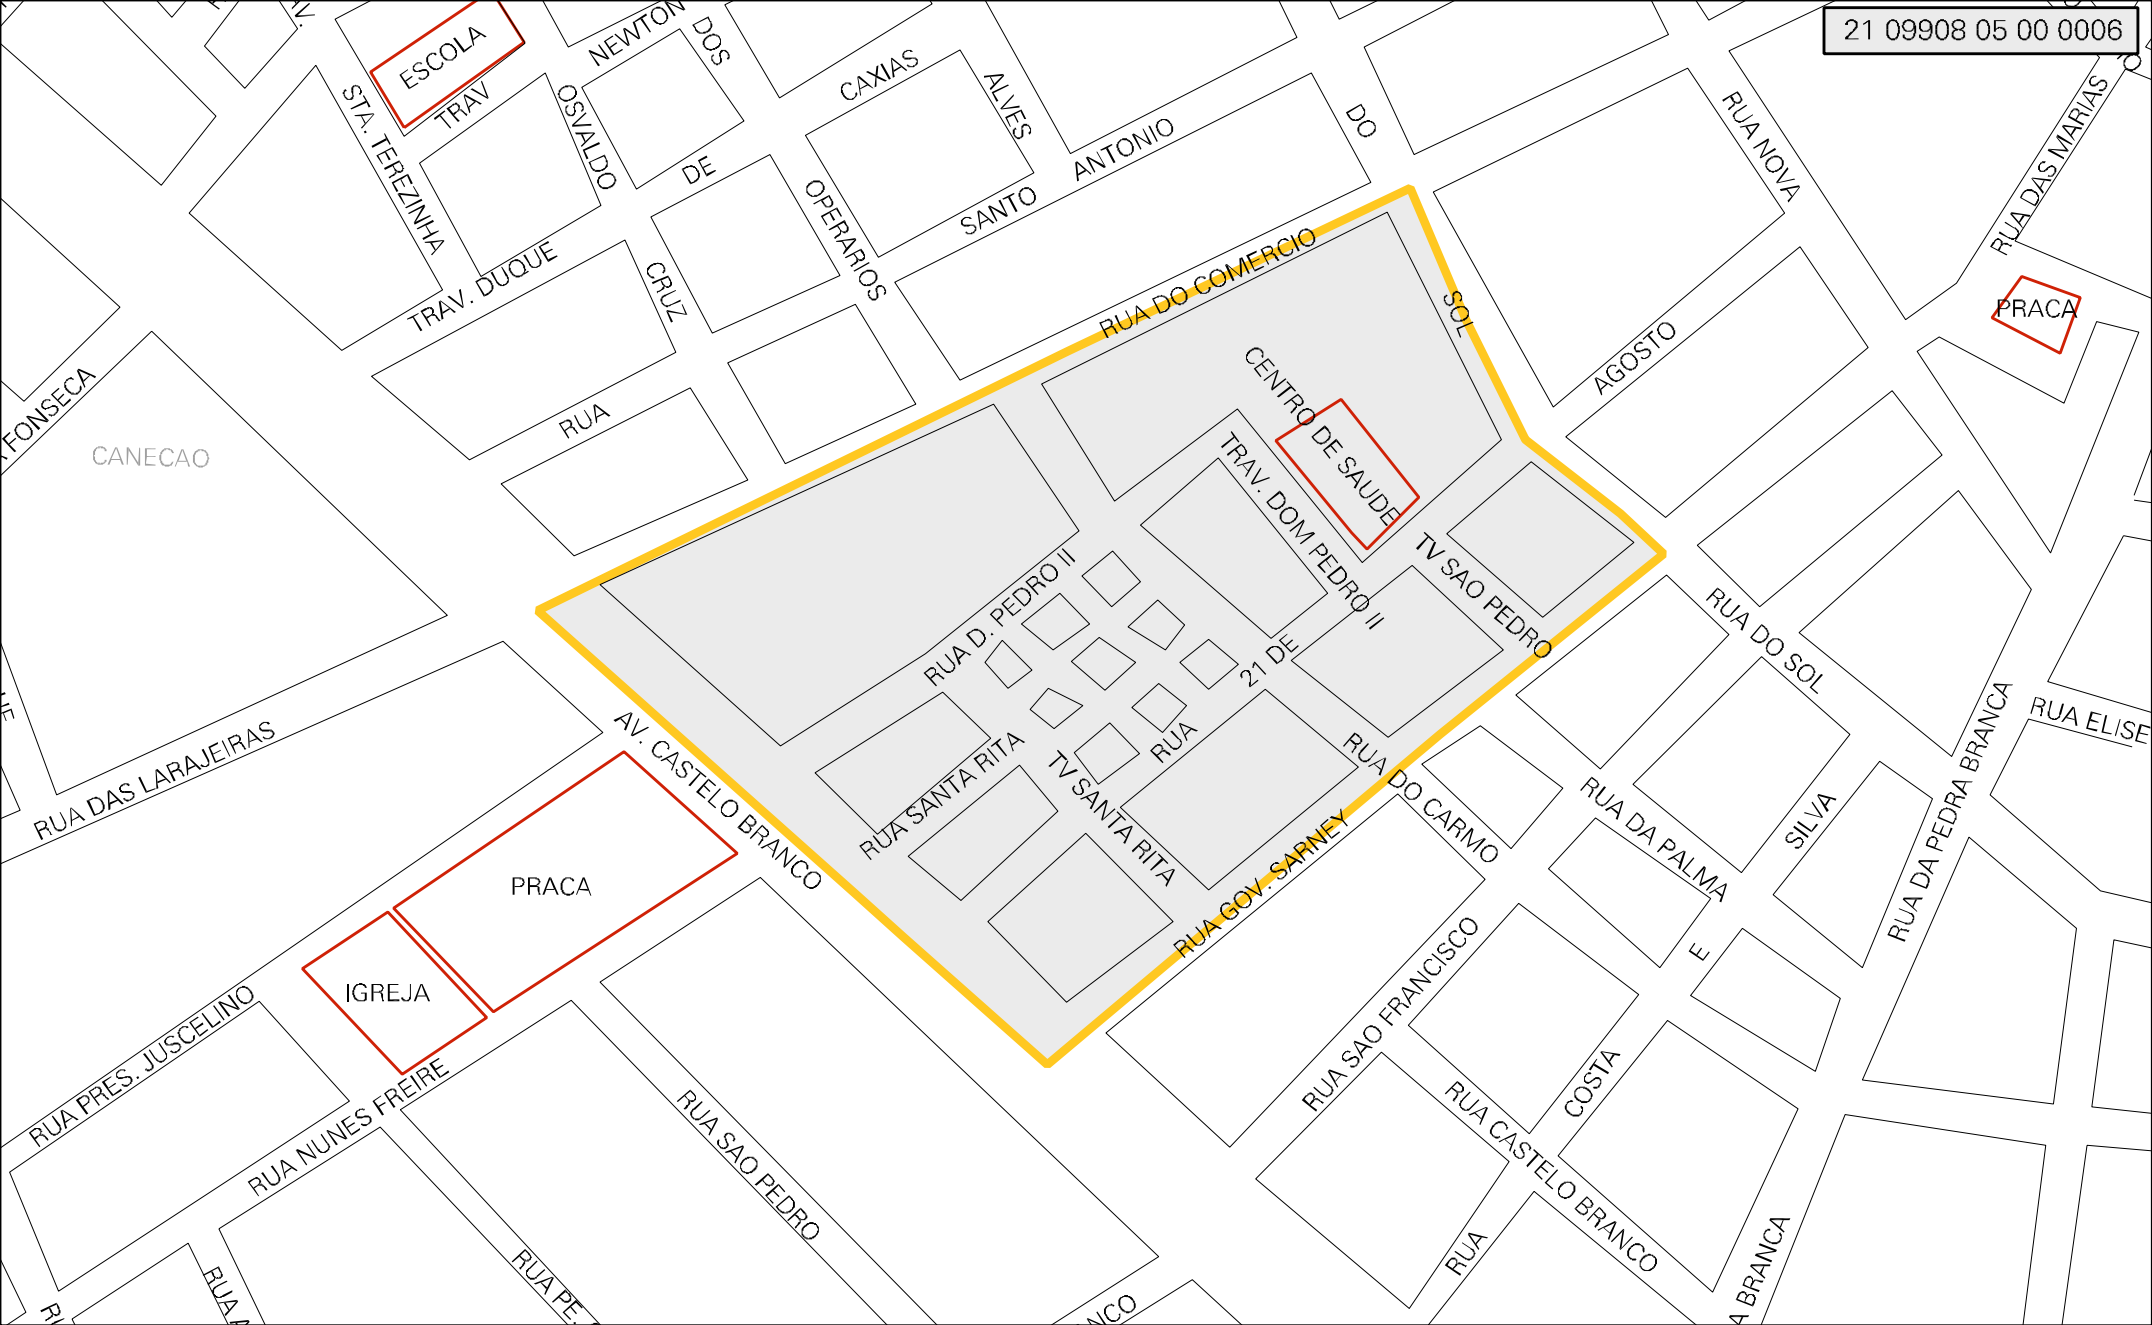 21 09908 05 00 0006
ESCOLA
TRAV
NEWTON
DOS
CAXIAS
ALVES
DO
STA. TEREZINHA
OSVALDO
DE
OPERARIOS
SANTO
ANTONIO
RUA NOVA
RUA DAS MARIAS
PRACA
TRAV. DUQUE
CRUZ
RUA DO COMERCIO
SOL
AGOSTO
FONSECA
CANECAO
RUA
CENTRO DE SAUDE
TRAV. DOM PEDRO II
TV SAO PEDRO
RUA D. PEDRO II
21 DE
RUA
RUA DO SOL
RUA ELISE
RUA DAS LARAJEIRAS
AV. CASTELO BRANCO
RUA SANTA RITA
TV SANTA RITA
RUA DO CARMO
RUA GOV. SARNEY
RUA DA PALMA
SILVA
RUA DA PEDRA BRANCA
PRACA
IGREJA
RUA PRES. JUSCELINO
RUA NUNES FREIRE
RUA SAO FRANCISCO
E
COSTA
RUA CASTELO BRANCO
RUA
RUA SAO PEDRO
RUA PE.
RUA A
NCO
A BRANCA